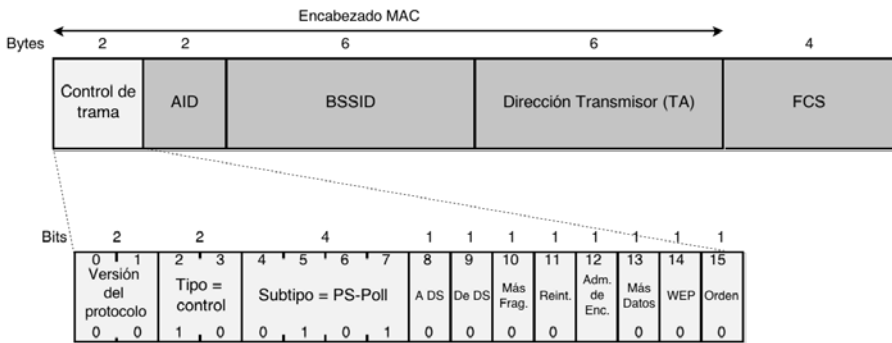 Encabezado MAC
Bytes 2 2 6 6 4
Control de trama AID BSSID Dirección Transmisor (TA) FCS
Bits 2 2 4 1 1 1 1 1 1 1 1
0 1 2 3 4 5 6 7 8 9 10 11 12 13 14 15
Versión del protocolo Tipo = control Subtipo = PS-Poll A DS De DS Más Frag. Reint. Adm. de Enc. Más Datos WEP Orden
0 0 1 0 0 1 0 1 0 0 0 0 0 0 0 0